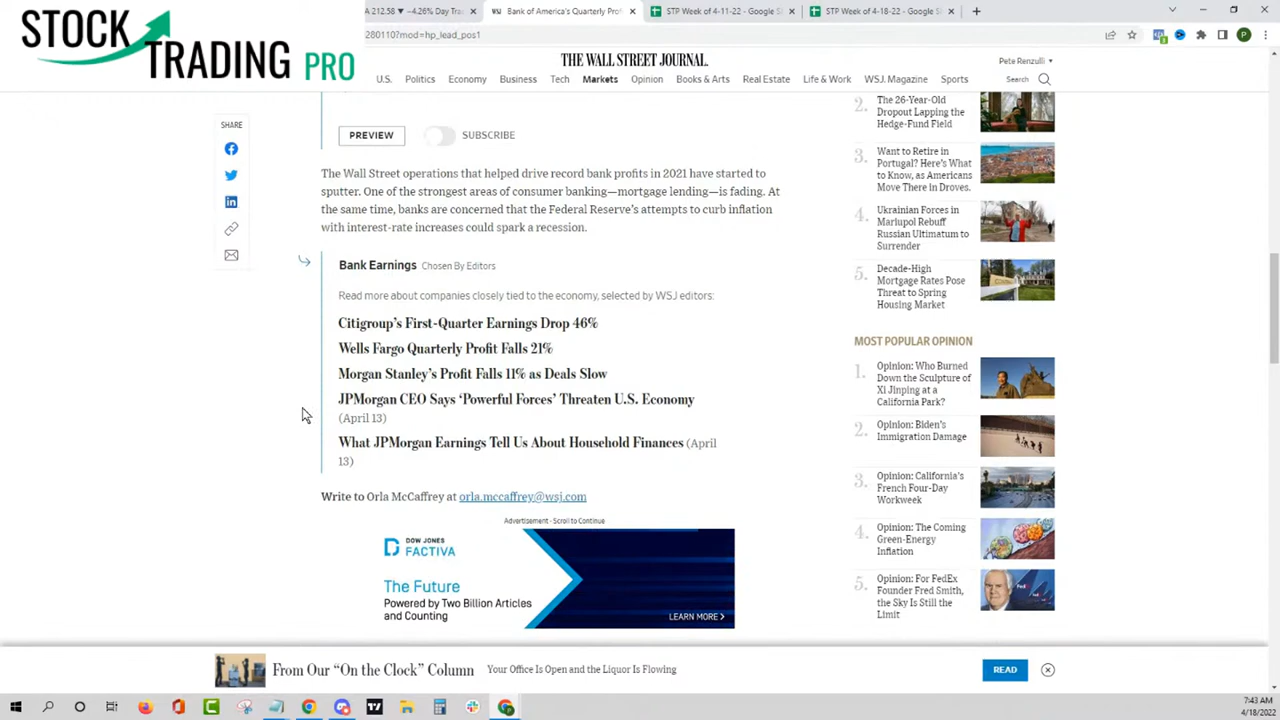 STOCK
TRADING PRO
A 212.58 ▼ −4.26% Day Tra
Bank of America's Quarterly Prof
STP Week of 4-11-22 - Google S
STP Week of 4-18-22 - Google S
280110?mod=hp_lead_pos1
THE WALL STREET JOURNAL.
Pete Renzulli
U.S. Politics Economy Business Tech Markets Opinion Books & Arts Real Estate Life & Work WSJ. Magazine Sports
Search
SHARE
PREVIEW
SUBSCRIBE
The Wall Street operations that helped drive record bank profits in 2021 have started to
sputter. One of the strongest areas of consumer banking—mortgage lending—is fading. At
the same time, banks are concerned that the Federal Reserve's attempts to curb inflation
with interest-rate increases could spark a recession.
Bank Earnings Chosen By Editors
Read more about companies closely tied to the economy, selected by WSJ editors:
Citigroup's First-Quarter Earnings Drop 46%
Wells Fargo Quarterly Profit Falls 21%
Morgan Stanley's Profit Falls 11% as Deals Slow
JPMorgan CEO Says 'Powerful Forces' Threaten U.S. Economy
(April 13)
What JPMorgan Earnings Tell Us About Household Finances (April
13)
Write to Orla McCaffrey at orla.mccaffrey@wsj.com
Advertisement - Scroll to Continue
DOW JONES
FACTIVA
The Future
Powered by Two Billion Articles
and Counting
LEARN MORE
2. The 26-Year-Old
Dropout Lapping the
Hedge-Fund Field
3. Want to Retire in
Portugal? Here's What
to Know, as Americans
Move There in Droves.
4. Ukrainian Forces in
Mariupol Rebuff
Russian Ultimatum to
Surrender
5. Decade-High
Mortgage Rates Pose
Threat to Spring
Housing Market
MOST POPULAR OPINION
1. Opinion: Who Burned
Down the Sculpture of
Xi Jinping at a
California Park?
2. Opinion: Biden's
Immigration Damage
3. Opinion: California's
French Four-Day
Workweek
4. Opinion: The Coming
Green-Energy
Inflation
5. Opinion: For FedEx
Founder Fred Smith,
the Sky Is Still the
Limit
From Our "On the Clock" Column
Your Office Is Open and the Liquor Is Flowing
READ
7:43 AM
4/18/2022